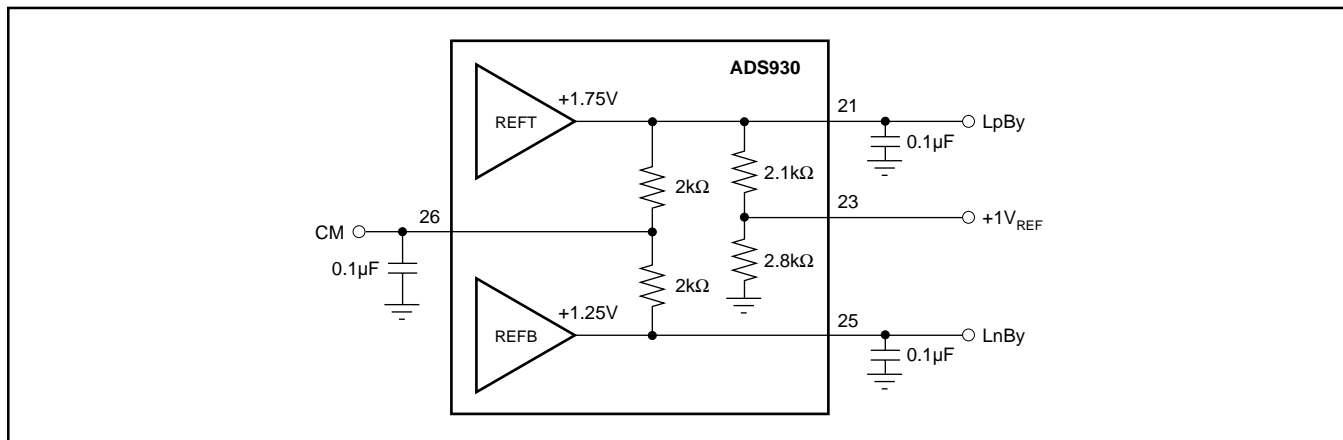 ADS930
+1.75V
REFT
21
LpBy
0.1µF
2kΩ
2.1kΩ
26
23
CM
+1V_REF
0.1µF
2kΩ
2.8kΩ
+1.25V
REFB
25
LnBy
0.1µF